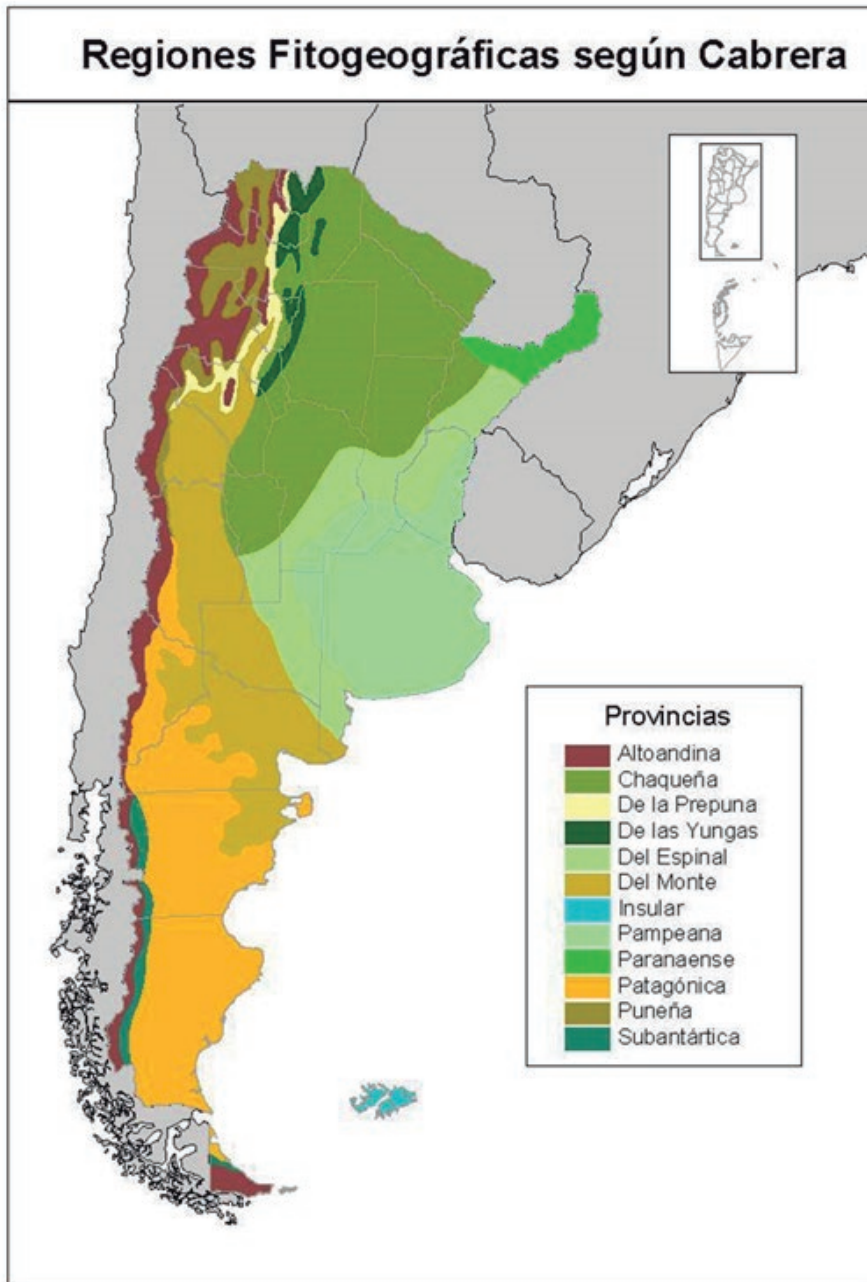 Regiones Fitogeográficas según Cabrera
Provincias
Altoandina
Chaqueña
De la Prepuna
De las Yungas
Del Espinal
Del Monte
Insular
Pampeana
Paranaense
Patagónica
Puneña
Subantártica